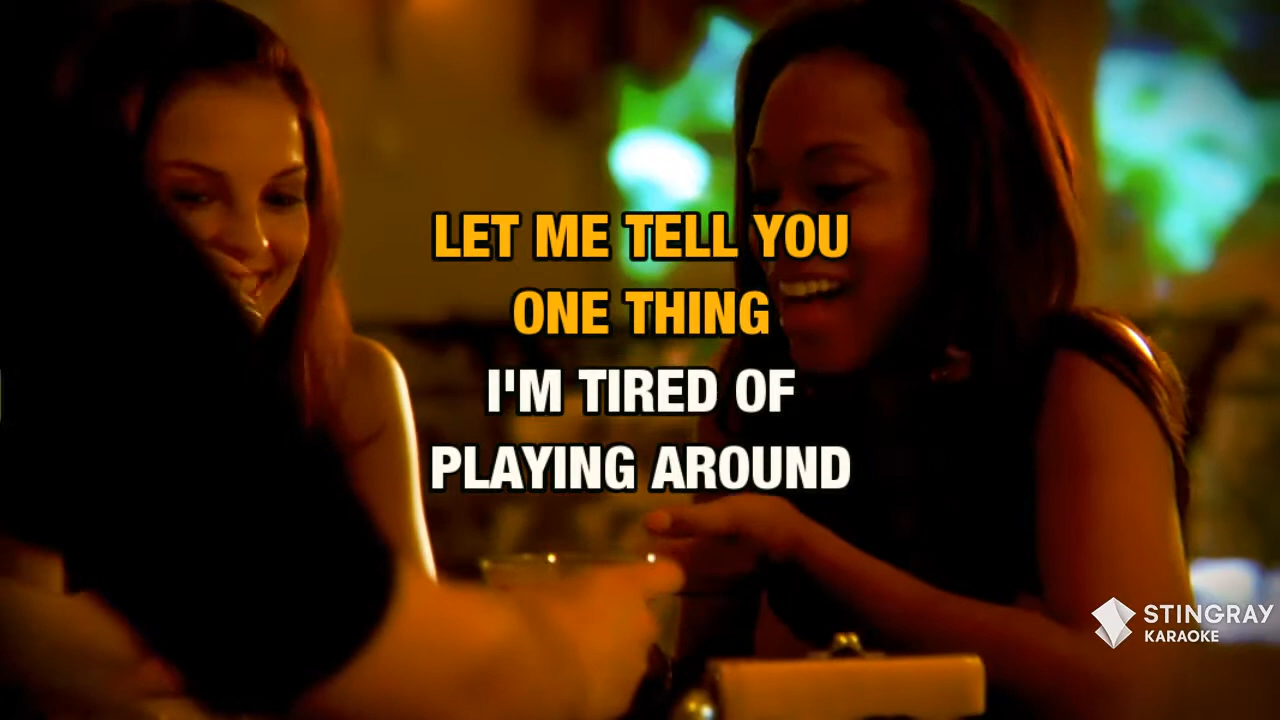 LET ME TELL YOU
ONE THING
I'M TIRED OF
PLAYING AROUND
STINGRAY
KARAOKE